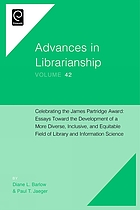 Advances in
Librarianship
VOLUME 42
Celebrating the James Partridge Award:
Essays Toward the Development of a
More Diverse, Inclusive, and Equitable
Field of Library and Information Science
BY
Diane L. Barlow
& Paul T. Jaeger